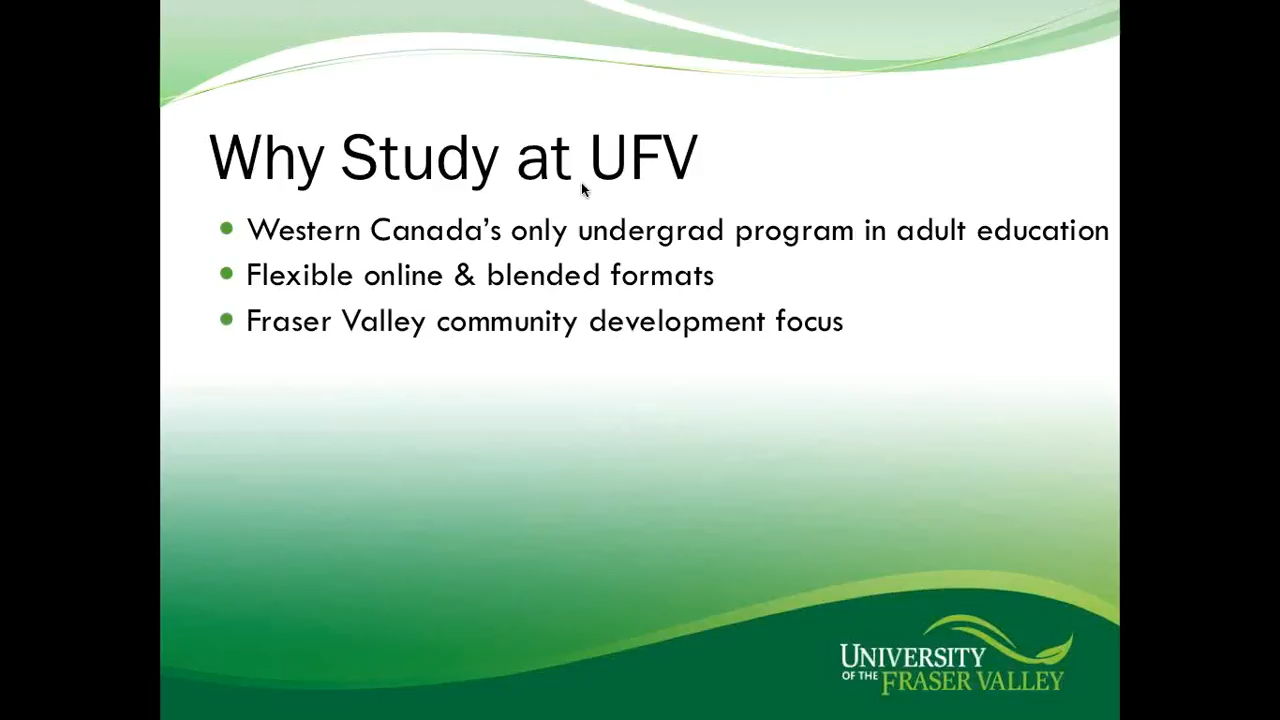 Why Study at UFV
Western Canada’s only undergrad program in adult education
Flexible online & blended formats
Fraser Valley community development focus
UNIVERSITY
OF THE FRASER VALLEY